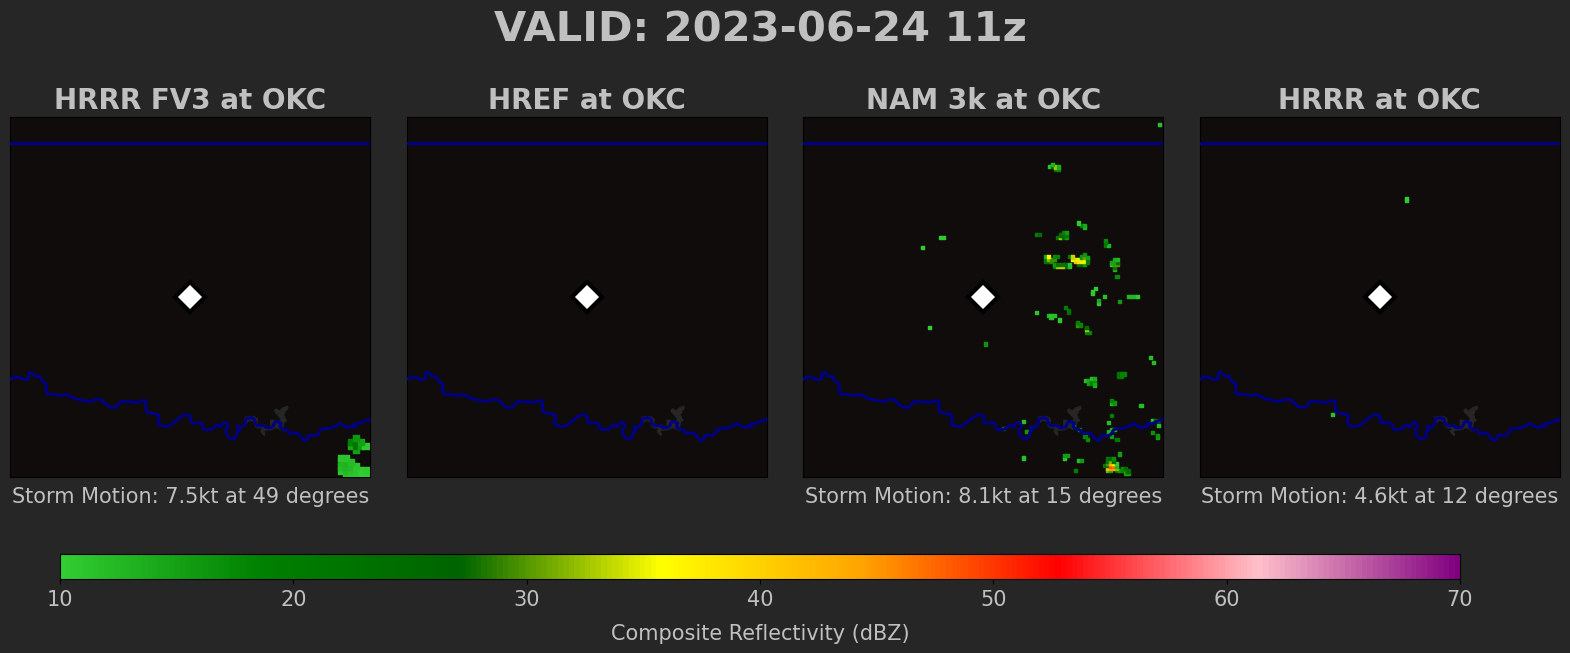 VALID: 2023-06-24 11z
HRRR FV3 at OKC
HREF at OKC
NAM 3k at OKC
HRRR at OKC
Storm Motion: 7.5kt at 49 degrees
Storm Motion: 8.1kt at 15 degrees
Storm Motion: 4.6kt at 12 degrees
10 20 30 40 50 60 70
Composite Reflectivity (dBZ)